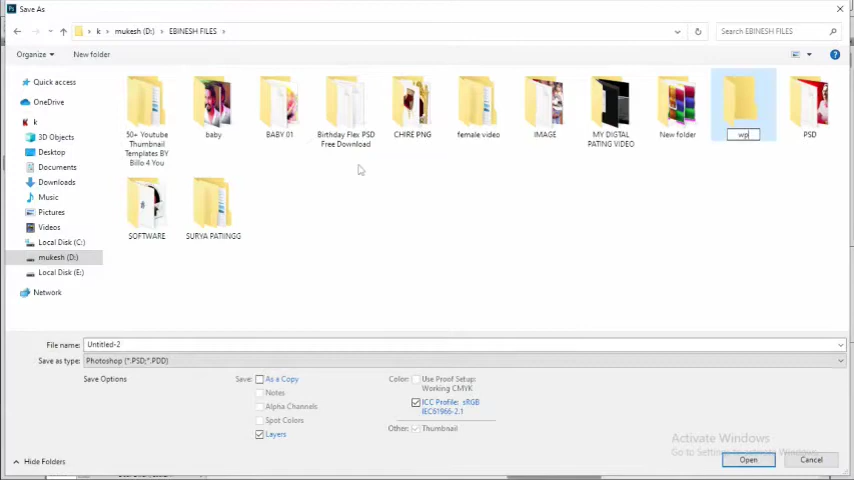 Save As
k > mukesh (D:) > EBINESH FILES >
Search EBINESH FILES
Organize
New folder
Quick access
OneDrive
k
3D Objects
Desktop
Documents
Downloads
Music
Pictures
Videos
Local Disk (C:)
mukesh (D:)
Local Disk (E:)
Network
50+ Youtube
Thumbnail
Templates BY
Billo 4 You
baby
BABY 01
Birthday Flex PSD
Free Download
CHIRE PNG
female video
IMAGE
MY DIGTAL
PATING VIDEO
New folder
wp
PSD
SOFTWARE
SURYA PATIINGG
File name:
Untitled-2
Save as type:
Photoshop (*.PSD;*.PDD)
Save Options
Save:
As a Copy
Notes
Alpha Channels
Spot Colors
Layers
Color:
Use Proof Setup:
Working CMYK
ICC Profile: sRGB
IEC61966-2.1
Other:
Thumbnail
Activate Windows
Go to Settings to activate Windows.
Hide Folders
Open
Cancel